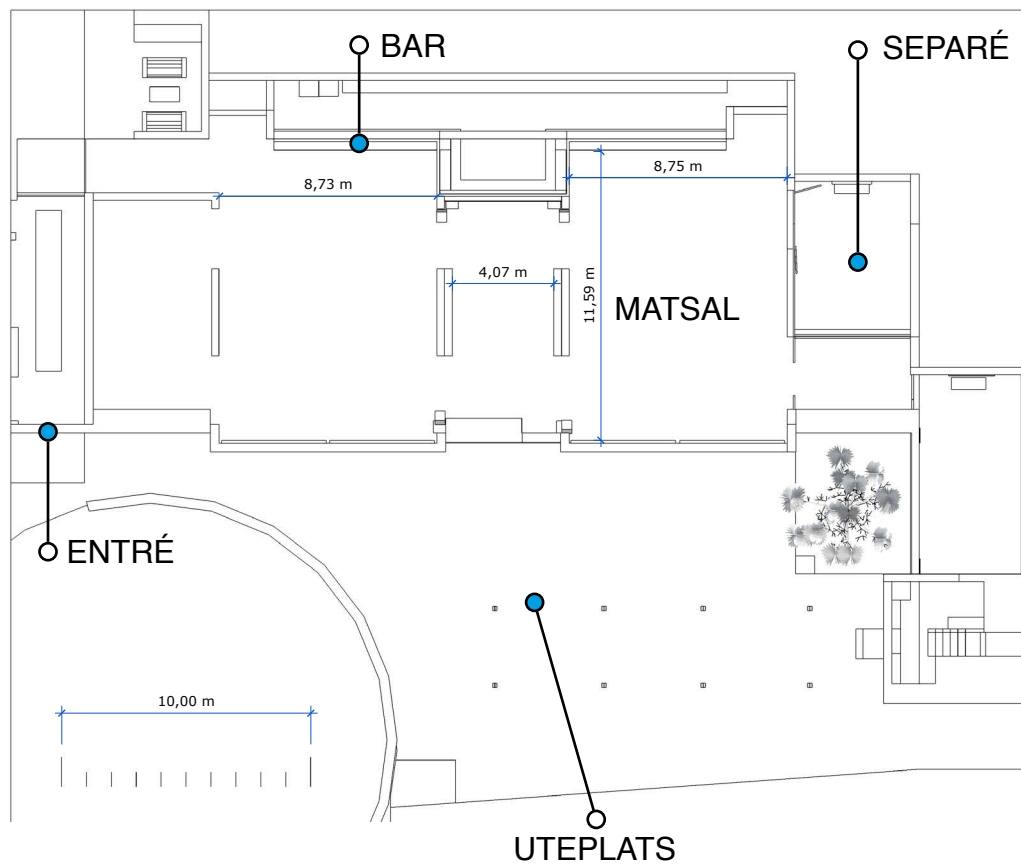 BAR
SEPARÉ
8,73 m
8,75 m
4,07 m
11,59 m
MATSAL
ENTRÉ
10,00 m
UTEPLATS